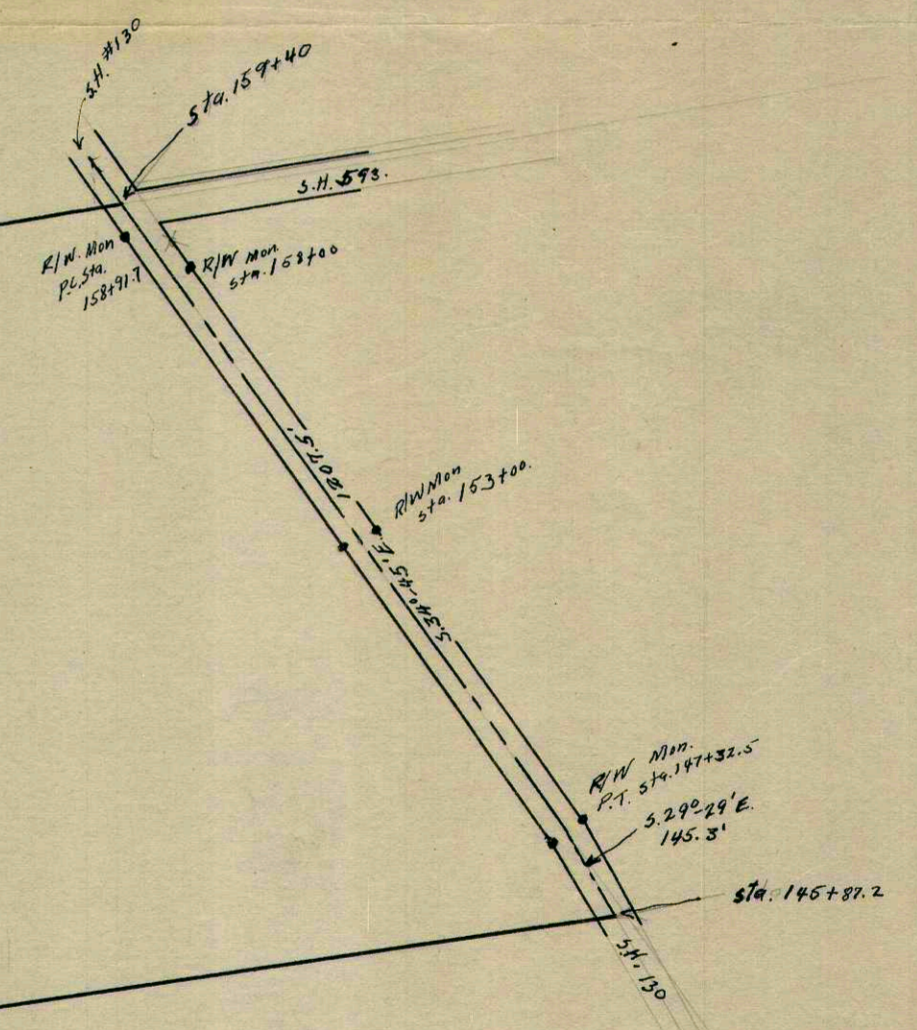 S.H. #130
Sta. 159+40
S.H. 593.
R/W. Mon
P.C. Sta.
158+91.7
R/W Mon.
Sta. 158+00
1207.5'
R/W Mon
Sta. 153+00.
S.34°-45'E.
R/W Mon.
P.T. Sta. 147+32.5
S.29°-29'E.
145.3'
Sta. 145+87.2
S.H. 130